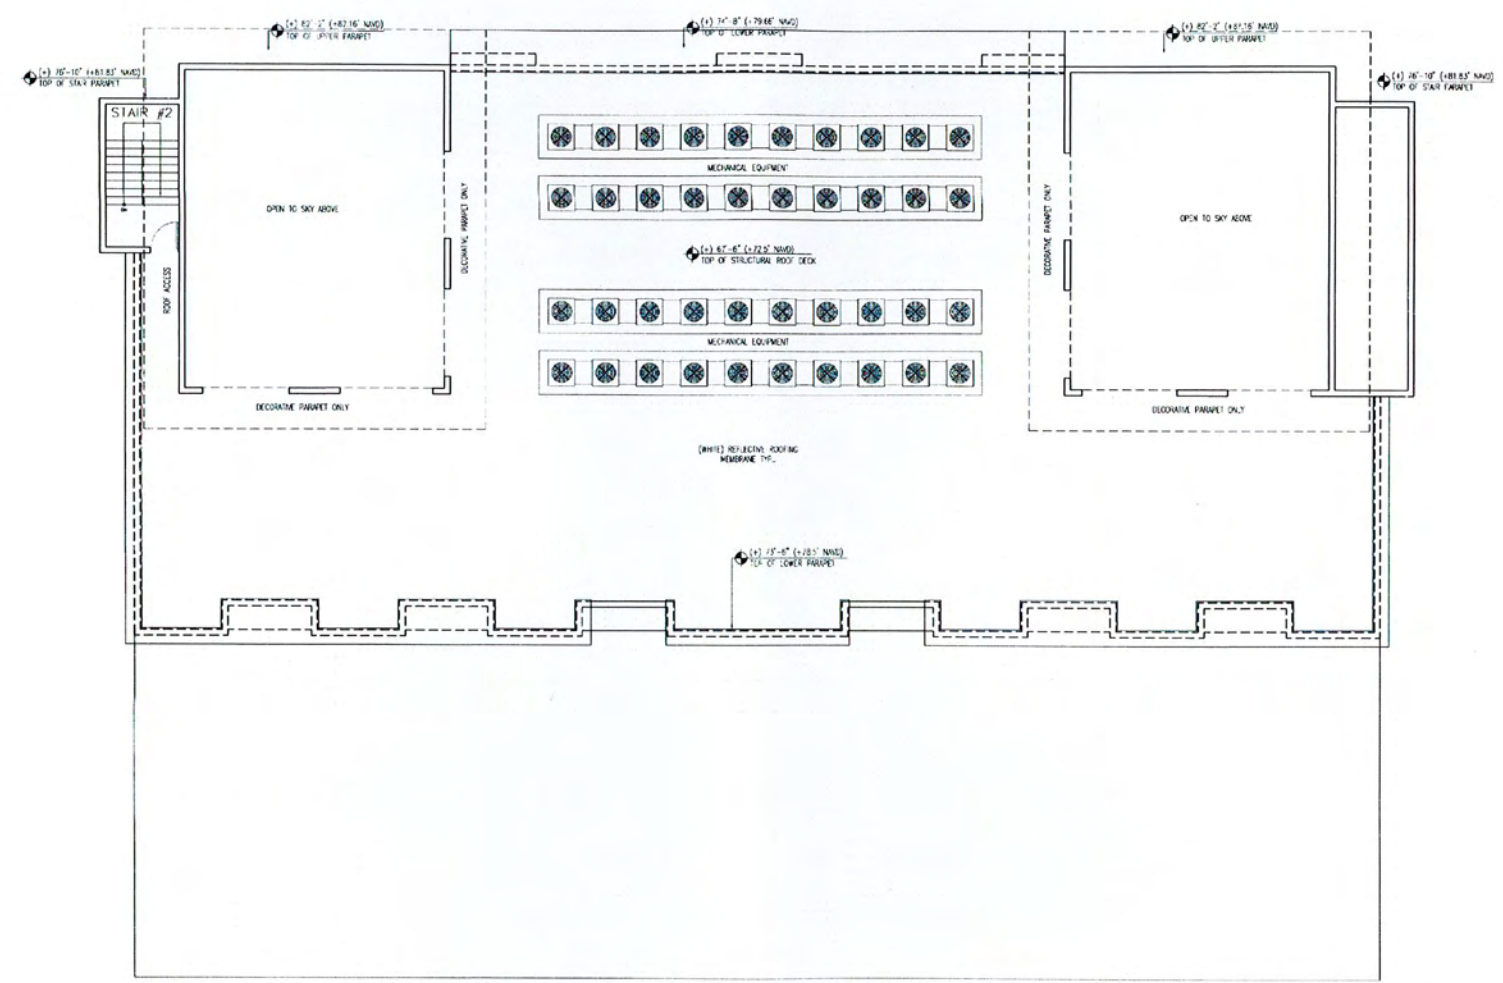 (+) 82'-2" (+87.16' NAVD)
TOP OF UPPER PARAPET
(+) 74'-8" (+79.66' NAVD)
TOP OF LOWER PARAPET
(+) 82'-2" (+87.16' NAVD)
TOP OF UPPER PARAPET
(+) 76'-10" (+81.83' NAVD)
TOP OF STAIR PARAPET
(+) 76'-10" (+81.83' NAVD)
TOP OF STAIR PARAPET
STAIR #2
MECHANICAL EQUIPMENT
OPEN TO SKY ABOVE
DECORATIVE PARAPET ONLY
DECORATIVE PARAPET ONLY
OPEN TO SKY ABOVE
(+) 67'-6" (+72.5' NAVD)
TOP OF STRUCTURAL ROOF DECK
ROOF ACCESS
MECHANICAL EQUIPMENT
DECORATIVE PARAPET ONLY
DECORATIVE PARAPET ONLY
(WHITE) REFLECTIVE ROOFING
MEMBRANE TYP.
(+) 73'-6" (+78.5' NAVD)
TOP OF LOWER PARAPET